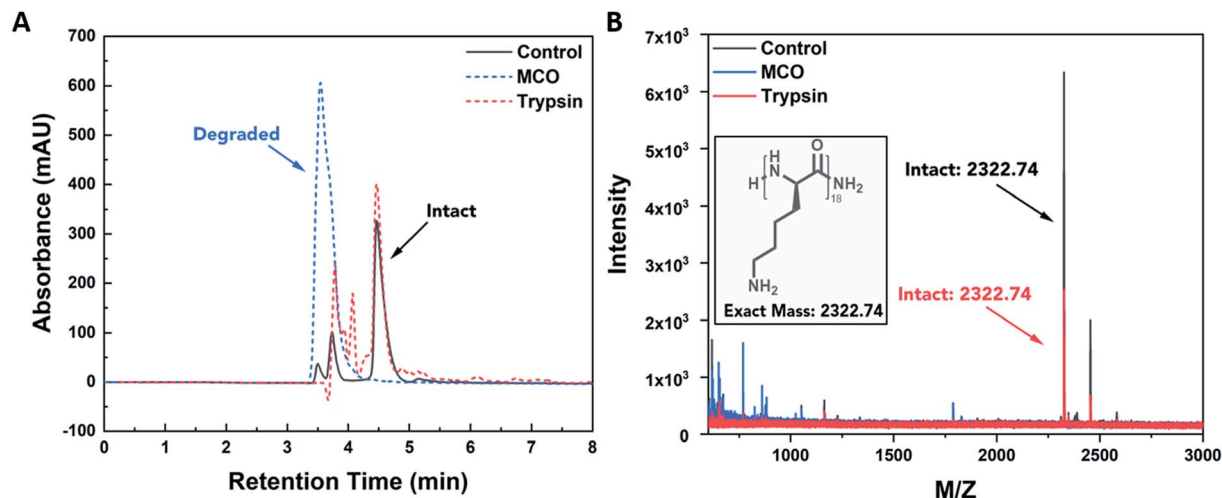 A
700
600
500
400
300
200
100
0
-100
0 1 2 3 4 5 6 7 8
Absorbance (mAU)
Retention Time (min)
Control
MCO
Trypsin
Degraded
Intact
B
7x10³
6x10³
5x10³
4x10³
3x10³
2x10³
1x10³
0
1000 1500 2000 2500 3000
Intensity
M/Z
Control
MCO
Trypsin
H
N
O
H
NH₂
18
NH₂
Exact Mass: 2322.74
Intact: 2322.74
Intact: 2322.74